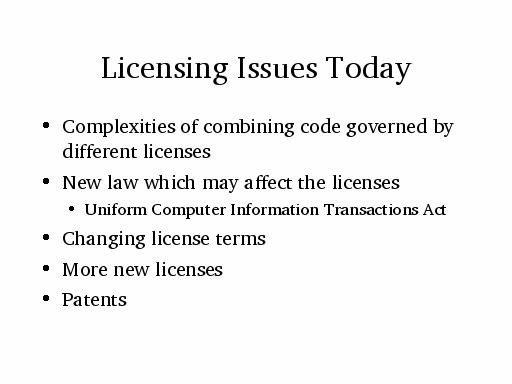 Licensing Issues Today
• Complexities of combining code governed by
different licenses
• New law which may affect the licenses
• Uniform Computer Information Transactions Act
• Changing license terms
• More new licenses
• Patents